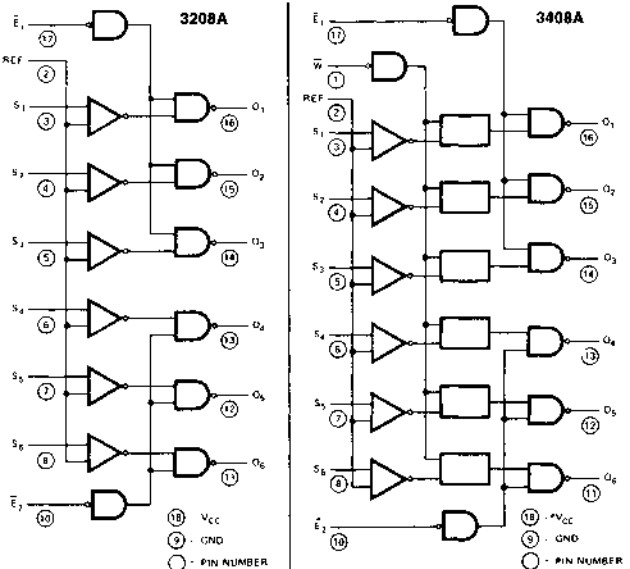 3208A
Ē₁
17
REF
2
S₁
3
16
O₁
S₂
4
15
O₂
S₃
5
14
O₃
S₄
6
13
O₄
S₅
7
12
O₅
S₆
8
11
O₆
Ē₂
10
18 - VCC
9 - GND
- PIN NUMBER
3408A
Ē₁
17
W̄
1
REF
2
S₁
3
16
O₁
S₂
4
15
O₂
S₃
5
14
O₃
S₄
6
13
O₄
S₅
7
12
O₅
S₆
8
11
O₆
Ē₂
10
18 - VCC
9 - GND
- PIN NUMBER